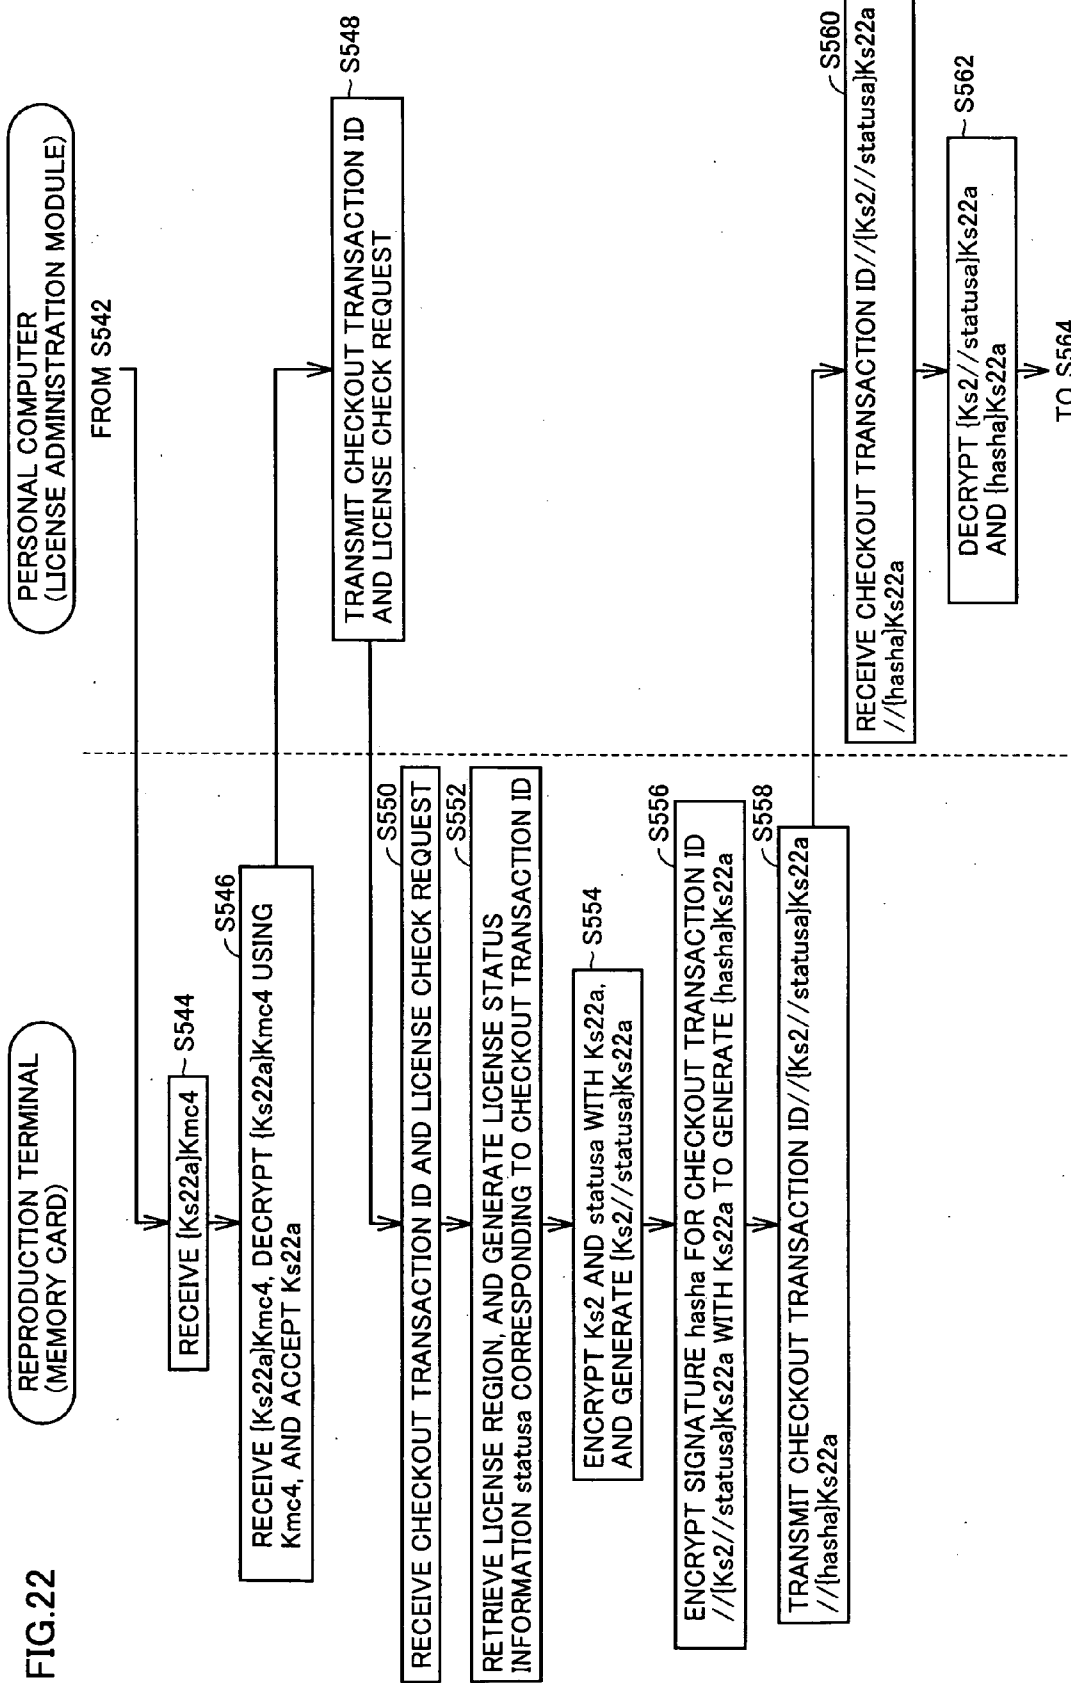 FIG.22
REPRODUCTION TERMINAL
(MEMORY CARD)
PERSONAL COMPUTER
(LICENSE ADMINISTRATION MODULE)
FROM S542
S544
RECEIVE {Ks22a}Kmc4
S546
RECEIVE {Ks22a}Kmc4, DECRYPT {Ks22a}Kmc4 USING
Kmc4, AND ACCEPT Ks22a
S548
TRANSMIT CHECKOUT TRANSACTION ID
AND LICENSE CHECK REQUEST
S550
RECEIVE CHECKOUT TRANSACTION ID AND LICENSE CHECK REQUEST
S552
RETRIEVE LICENSE REGION, AND GENERATE LICENSE STATUS
INFORMATION statusa CORRESPONDING TO CHECKOUT TRANSACTION ID
S554
ENCRYPT Ks2 AND statusa WITH Ks22a,
AND GENERATE {Ks2//statusa}Ks22a
S556
ENCRYPT SIGNATURE hasha FOR CHECKOUT TRANSACTION ID
//{Ks2//statusa}Ks22a WITH Ks22a TO GENERATE {hasha}Ks22a
S558
TRANSMIT CHECKOUT TRANSACTION ID//{Ks2//statusa}Ks22a
//{hasha}Ks22a
S560
RECEIVE CHECKOUT TRANSACTION ID//{Ks2//statusa}Ks22a
//{hasha}Ks22a
S562
DECRYPT {Ks2//statusa}Ks22a
AND {hasha}Ks22a
TO S564